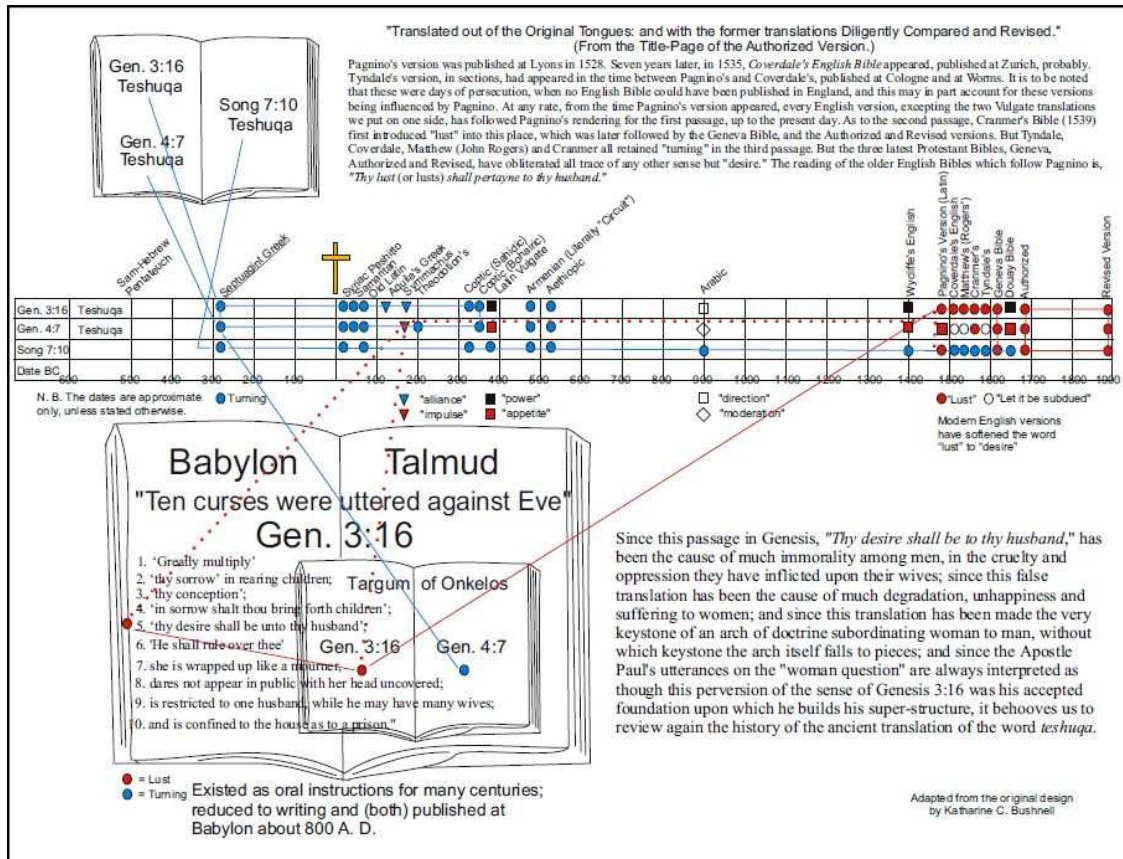 "Translated out of the Original Tongues: and with the former translations Diligently Compared and Revised."
(From the Title-Page of the Authorized Version.)
Pagnino's version was published at Lyons in 1528. Seven years later, in 1535, Coverdale's English Bible appeared, published at Zurich, probably.
Tyndale's version, in sections, had appeared in the time between Pagnino's and Coverdale's, published at Cologne and at Worms. It is to be noted
that these were days of persecution, when no English Bible could have been published in England, and this may in part account for these versions
being influenced by Pagnino. At any rate, from the time Pagnino's version appeared, every English version, excepting the two Vulgate translations
we put on one side, has followed Pagnino's rendering for the first passage, up to the present day. As to the second passage, Cranmer's Bible (1539)
first introduced "lust" into this place, which was later followed by the Geneva Bible, and the Authorized and Revised versions. But Tyndale,
Coverdale, Matthew (John Rogers) and Cranmer all retained "turning" in the third passage. But the three latest Protestant Bibles, Geneva,
Authorized and Revised, have obliterated all trace of any other sense but "desire." The reading of the older English Bibles which follow Pagnino is,
"Thy lust (or lusts) shall pertayne to thy husband."
Gen. 3:16
Teshuqa
Gen. 4:7
Teshuqa
Song 7:10
Teshuqa
Sam-Hebrew
Pentateuch
Septuagint Greek
Syriac Peshito
Samaritan
Old Latin
Aquila's Greek
Symmachus
Theodotion's
Coptic (Sahidic)
Coptic (Bohairic)
Latin Vulgate
Armenian (Literally "Circuit")
Aethiopic
Arabic
Wycliffe's English
Pagnino's Version (Latin)
Coverdale's English
Matthew's (Rogers')
Cranmer's
Tyndale's
Geneva Bible
Douay Bible
Authorized
Revised Version
Gen. 3:16 Teshuqa
Gen. 4:7 Teshuqa
Song 7:10
Date BC
600 500 400 300 200 100 100 200 300 400 500 600 700 800 900 1000 1100 1200 1300 1400 1500 1600 1700 1800 1900
N. B. The dates are approximate
only, unless stated otherwise.
Turning
"alliance"
"impulse"
"power"
"appetite"
"direction"
"moderation"
"Lust" "Let it be subdued"
Modern English versions
have softened the word
"lust" to "desire"
Babylon Talmud
"Ten curses were uttered against Eve"
Gen. 3:16
1. 'Greally multiply'
2. 'thy sorrow' in rearing children;
3. 'thy conception';
4. 'in sorrow shalt thou bring forth children';
5. 'thy desire shall be unto thy husband';
6. 'He shall rule over thee'
7. she is wrapped up like a mourner,
8. dares not appear in public with her head uncovered;
9. is restricted to one husband, while he may have many wives;
10. and is confined to the house as to a prison."
Targum of Onkelos
Gen. 3:16
Gen. 4:7
= Lust
= Turning
Existed as oral instructions for many centuries;
reduced to writing and (both) published at
Babylon about 800 A. D.
Since this passage in Genesis, "Thy desire shall be to thy husband," has
been the cause of much immorality among men, in the cruelty and
oppression they have inflicted upon their wives; since this false
translation has been the cause of much degradation, unhappiness and
suffering to women; and since this translation has been made the very
keystone of an arch of doctrine subordinating woman to man, without
which keystone the arch itself falls to pieces; and since the Apostle
Paul's utterances on the "woman question" are always interpreted as
though this perversion of the sense of Genesis 3:16 was his accepted
foundation upon which he builds his super-structure, it behooves us to
review again the history of the ancient translation of the word teshuqa.
Adapted from the original design
by Katharine C. Bushnell